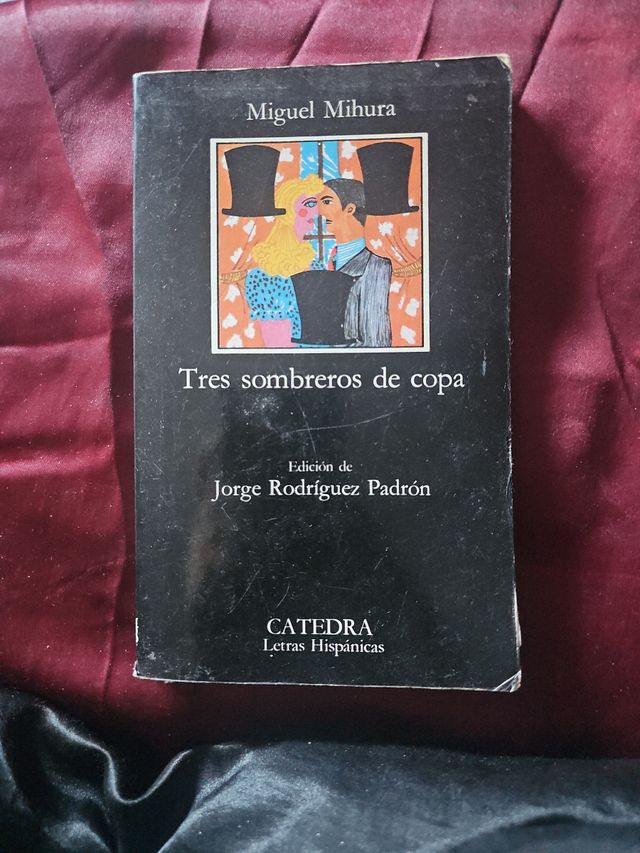 Miguel Mihura
Tres sombreros de copa
Edición de
Jorge Rodríguez Padrón
CATEDRA
Letras Hispánicas